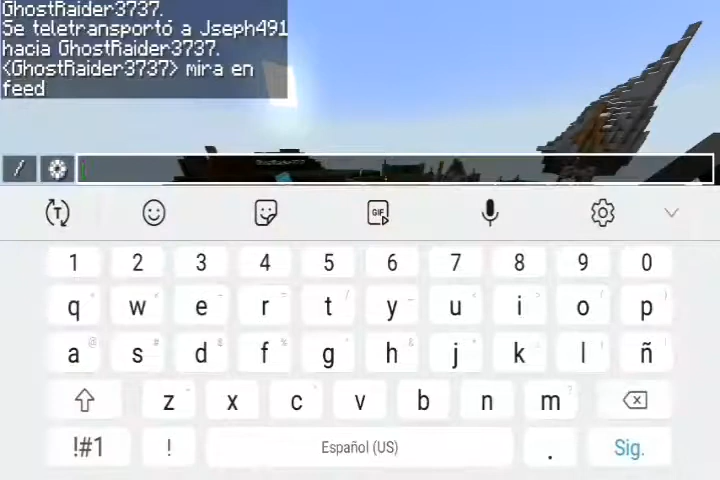 GhostRaider3737.
Se teletransportó a Jseph491
hacia GhostRaider3737.
<GhostRaider3737> mira en
feed
/
GIF
1 2 3 4 5 6 7 8 9 0
q w e r t y u i o p
a s d f g h j k l ñ
z x c v b n m
!#1 ! Español (US) . Sig.